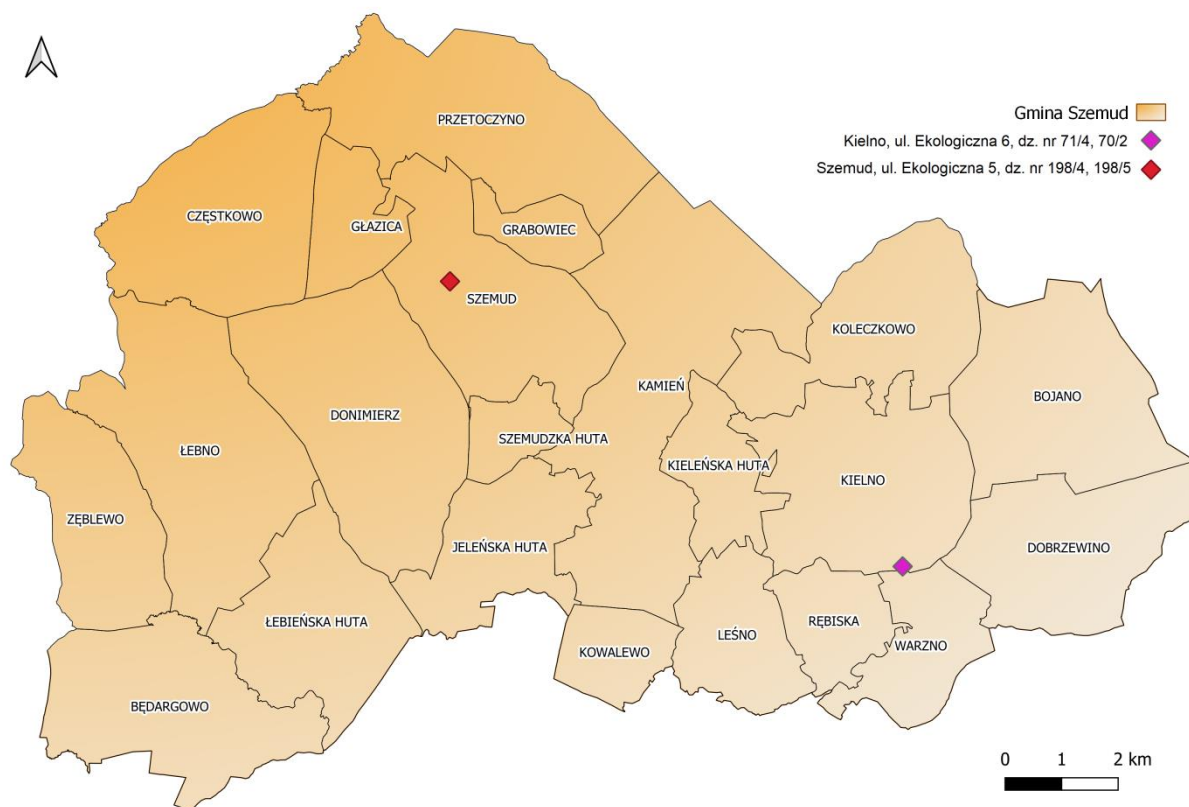 Gmina Szemud
Kielno, ul. Ekologiczna 6, dz. nr 71/4, 70/2
Szemud, ul. Ekologiczna 5, dz. nr 198/4, 198/5
PRZETOCZYNO
CZĘSTKOWO
GŁAZICA
GRABOWIEC
SZEMUD
KOLECZKOWO
KAMIEŃ
BOJANO
DONIMIERZ
SZEMUDZKA HUTA
ŁEBNO
KIELEŃSKA HUTA
KIELNO
ZĘBLEWO
JELEŃSKA HUTA
DOBRZEWINO
ŁEBIEŃSKA HUTA
RĘBISKA
LEŚNO
WARZNO
KOWALEWO
BĘDARGOWO
0 1 2 km